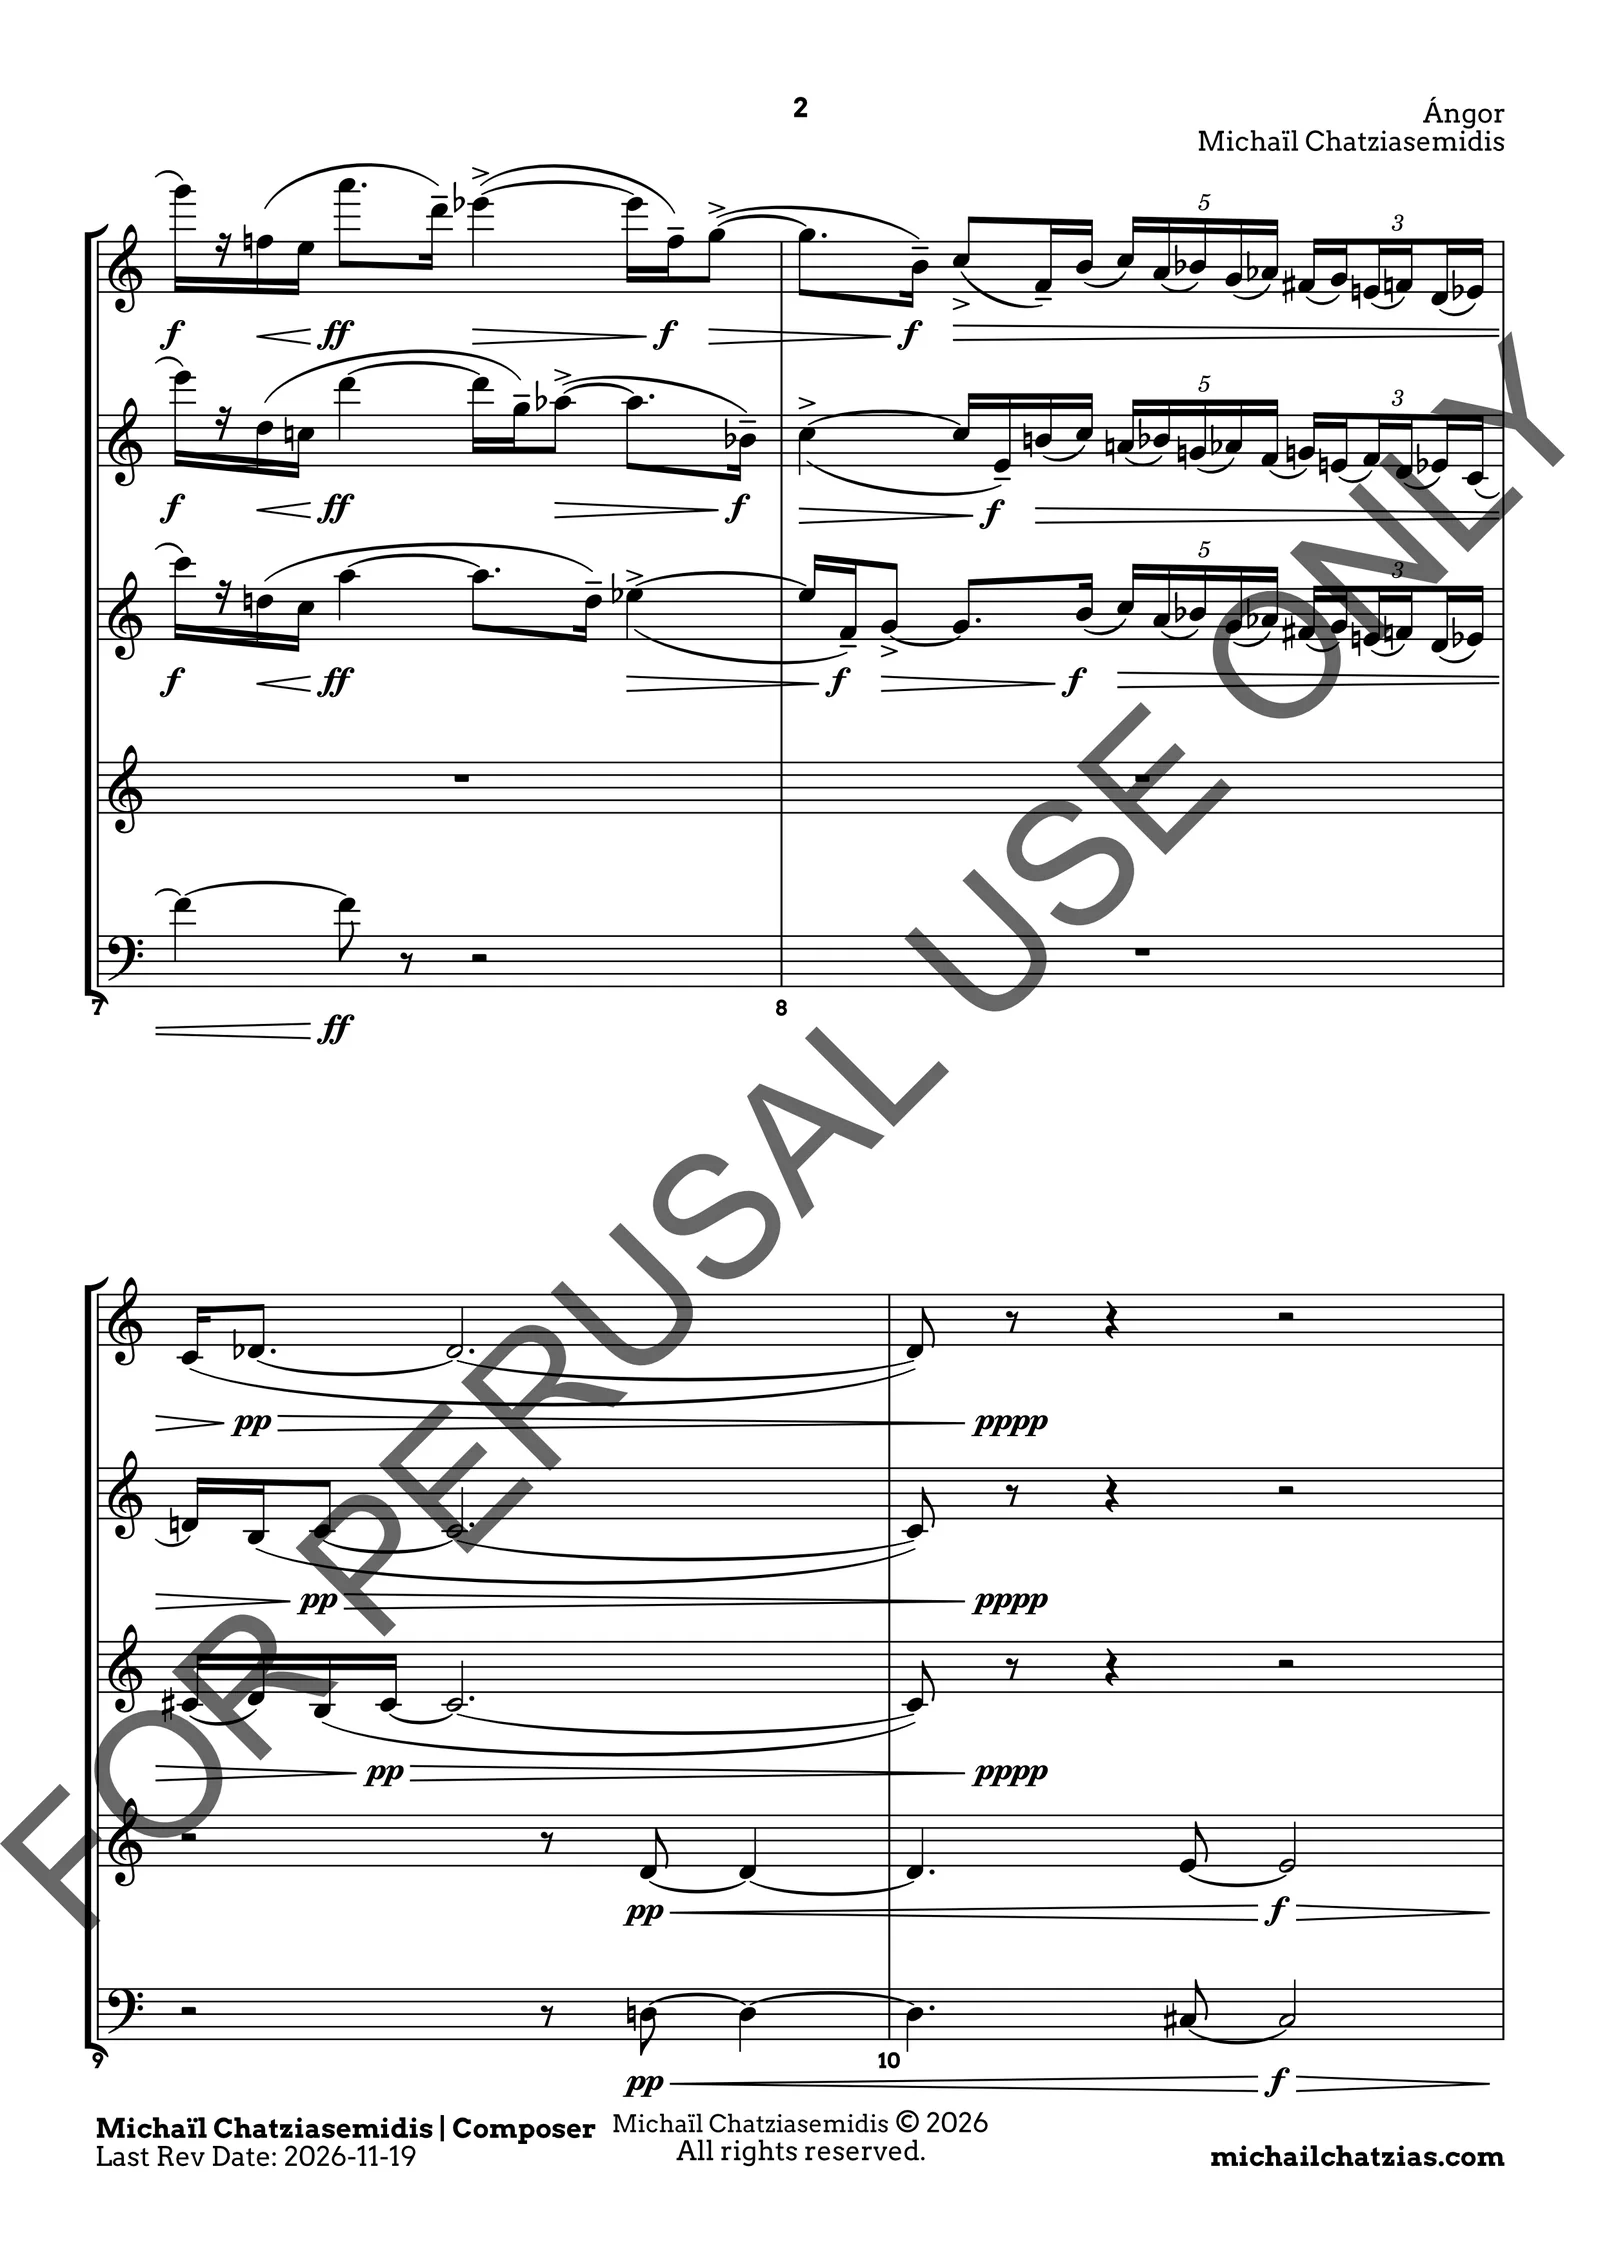 2
Ángor
Michaïl Chatziasemidis
5
3
f ff f f
5
3
f ff f f
5
3
f ff f f
7 8
ff
pp pppp
pp pppp
pp pppp
pp f
9 10
pp f
FOR PERUSAL USE ONLY
Michaïl Chatziasemidis | Composer
Last Rev Date: 2026-11-19
Michaïl Chatziasemidis © 2026
All rights reserved.
michailchatzias.com